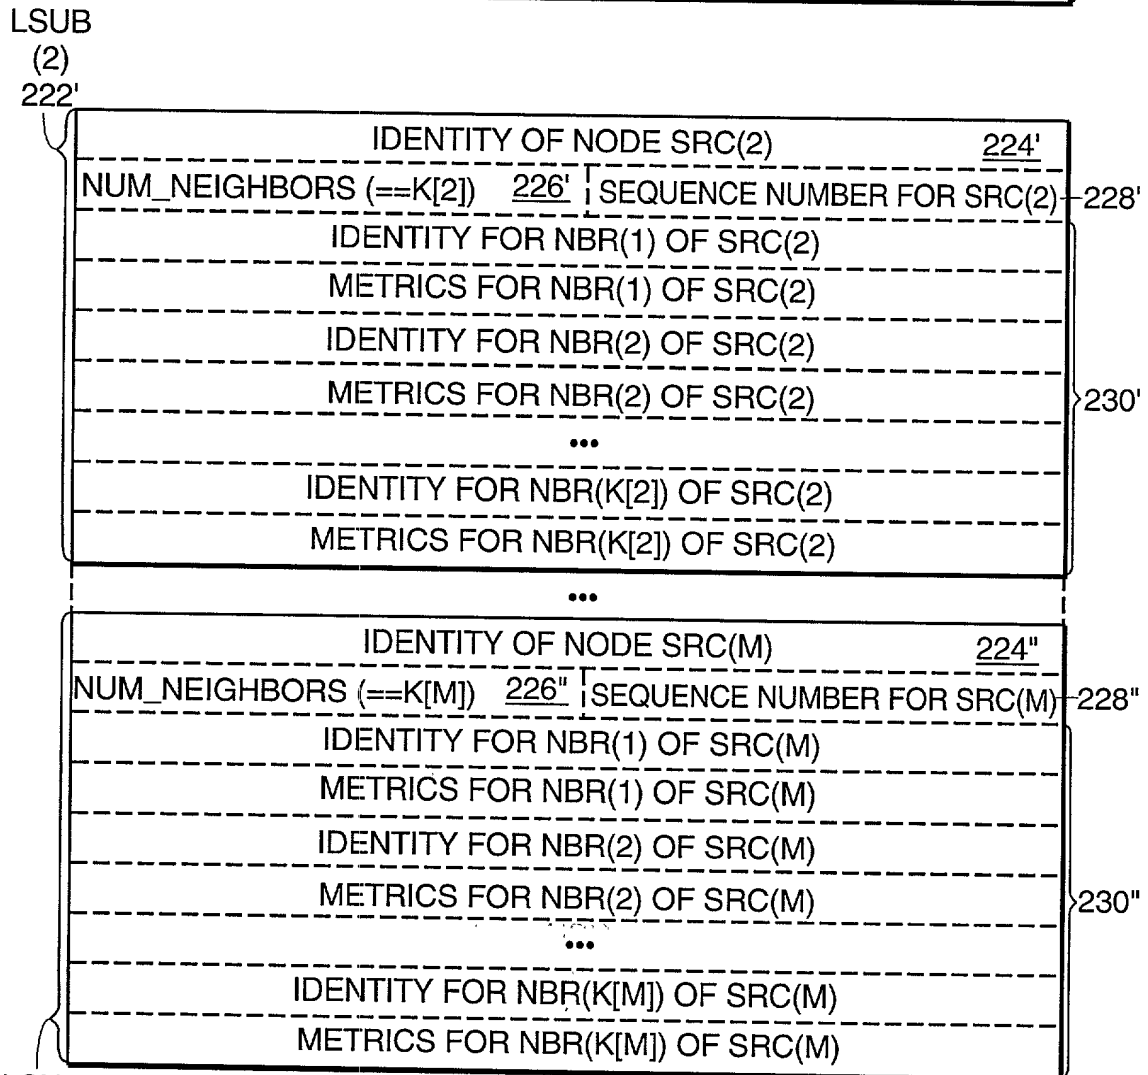 LSUB
(2)
222'
IDENTITY OF NODE SRC(2) 224'
NUM_NEIGHBORS (==K[2]) 226' SEQUENCE NUMBER FOR SRC(2) 228'
IDENTITY FOR NBR(1) OF SRC(2)
METRICS FOR NBR(1) OF SRC(2)
IDENTITY FOR NBR(2) OF SRC(2)
METRICS FOR NBR(2) OF SRC(2) 230'
•••
IDENTITY FOR NBR(K[2]) OF SRC(2)
METRICS FOR NBR(K[2]) OF SRC(2)
•••
IDENTITY OF NODE SRC(M) 224"
NUM_NEIGHBORS (==K[M]) 226" SEQUENCE NUMBER FOR SRC(M) 228"
IDENTITY FOR NBR(1) OF SRC(M)
METRICS FOR NBR(1) OF SRC(M)
IDENTITY FOR NBR(2) OF SRC(M)
METRICS FOR NBR(2) OF SRC(M) 230"
•••
IDENTITY FOR NBR(K[M]) OF SRC(M)
METRICS FOR NBR(K[M]) OF SRC(M)